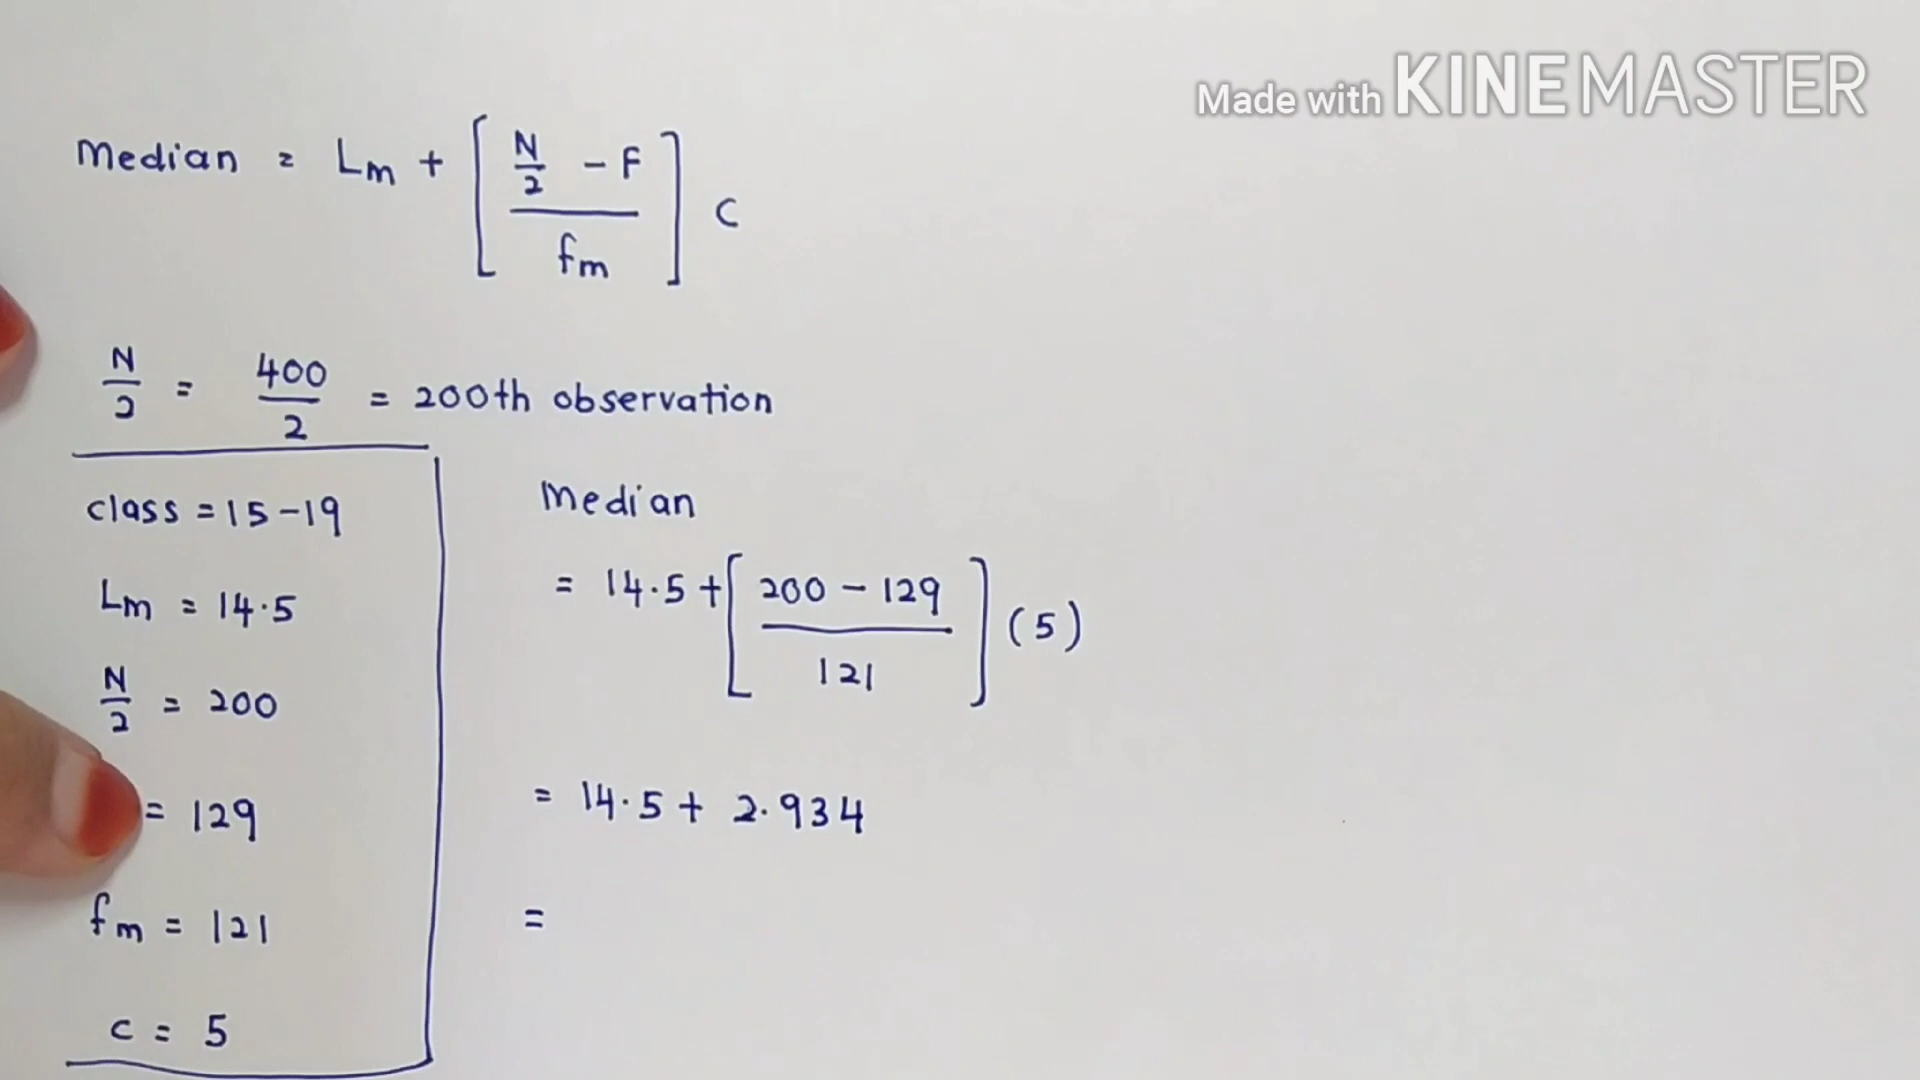 Made with KINEMASTER
Median = Lm + [ N/2 - F / fm ] C
N/2 = 400/2 = 200th observation
class = 15-19
Lm = 14.5
N/2 = 200
= 129
fm = 121
c = 5
Median
= 14.5 + [ 200 - 129 / 121 ] (5)
= 14.5 + 2.934
=